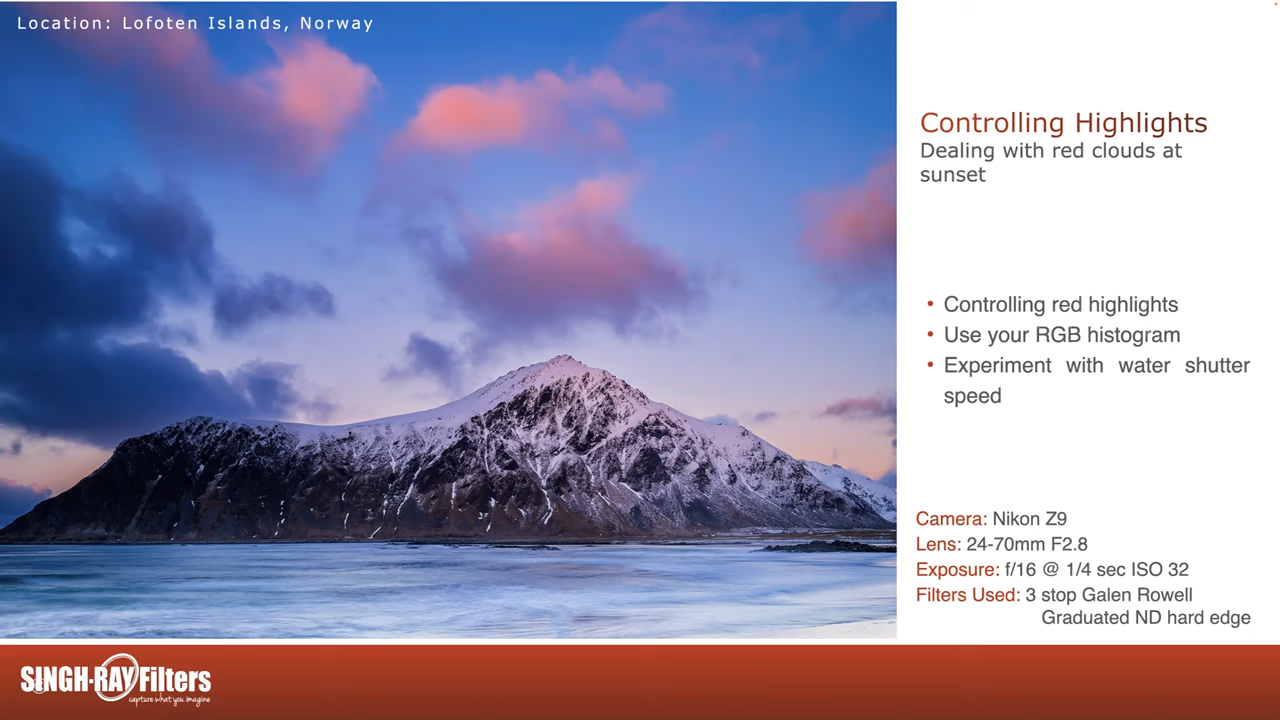 Location: Lofoten Islands, Norway
Controlling Highlights
Dealing with red clouds at
sunset
• Controlling red highlights
• Use your RGB histogram
• Experiment with water shutter
speed
Camera: Nikon Z9
Lens: 24-70mm F2.8
Exposure: f/16 @ 1/4 sec ISO 32
Filters Used: 3 stop Galen Rowell
Graduated ND hard edge
SINGH-RAY Filters
capture what you imagine